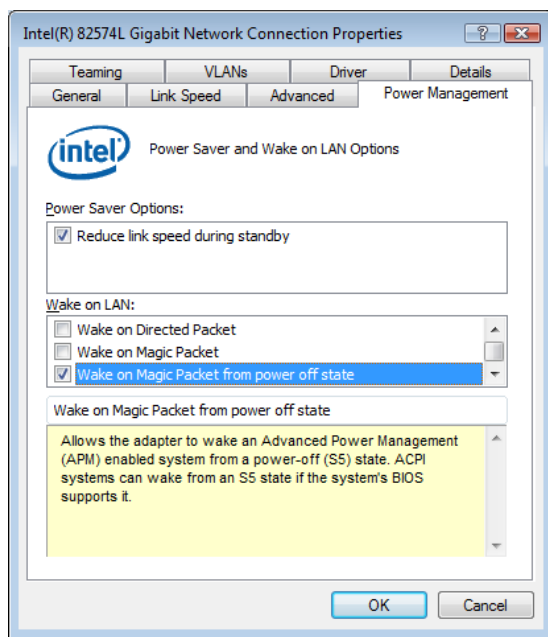 Intel(R) 82574L Gigabit Network Connection Properties
Teaming VLANs Driver Details
General Link Speed Advanced Power Management
intel Power Saver and Wake on LAN Options
Power Saver Options:
Reduce link speed during standby
Wake on LAN:
Wake on Directed Packet
Wake on Magic Packet
Wake on Magic Packet from power off state
Wake on Magic Packet from power off state
Allows the adapter to wake an Advanced Power Management
(APM) enabled system from a power-off (S5) state. ACPI
systems can wake from an S5 state if the system's BIOS
supports it.
OK Cancel